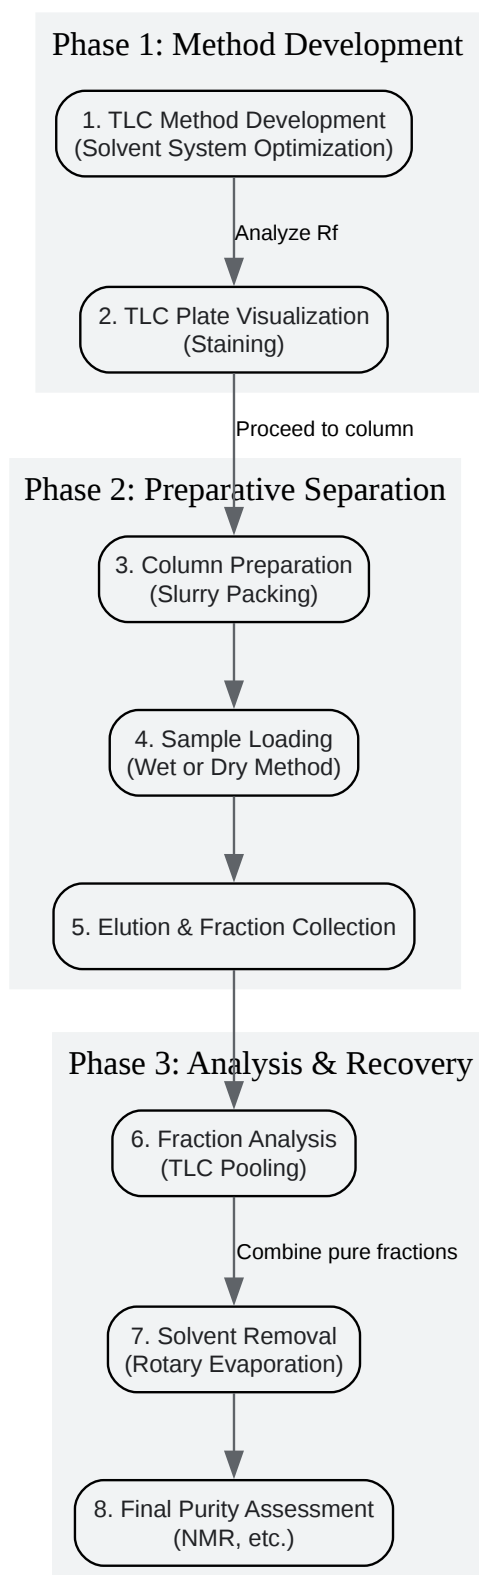 Phase 1: Method Development
1. TLC Method Development
(Solvent System Optimization)
Analyze Rf
2. TLC Plate Visualization
(Staining)
Proceed to column
Phase 2: Preparative Separation
3. Column Preparation
(Slurry Packing)
4. Sample Loading
(Wet or Dry Method)
5. Elution & Fraction Collection
Phase 3: Analysis & Recovery
6. Fraction Analysis
(TLC Pooling)
Combine pure fractions
7. Solvent Removal
(Rotary Evaporation)
8. Final Purity Assessment
(NMR, etc.)